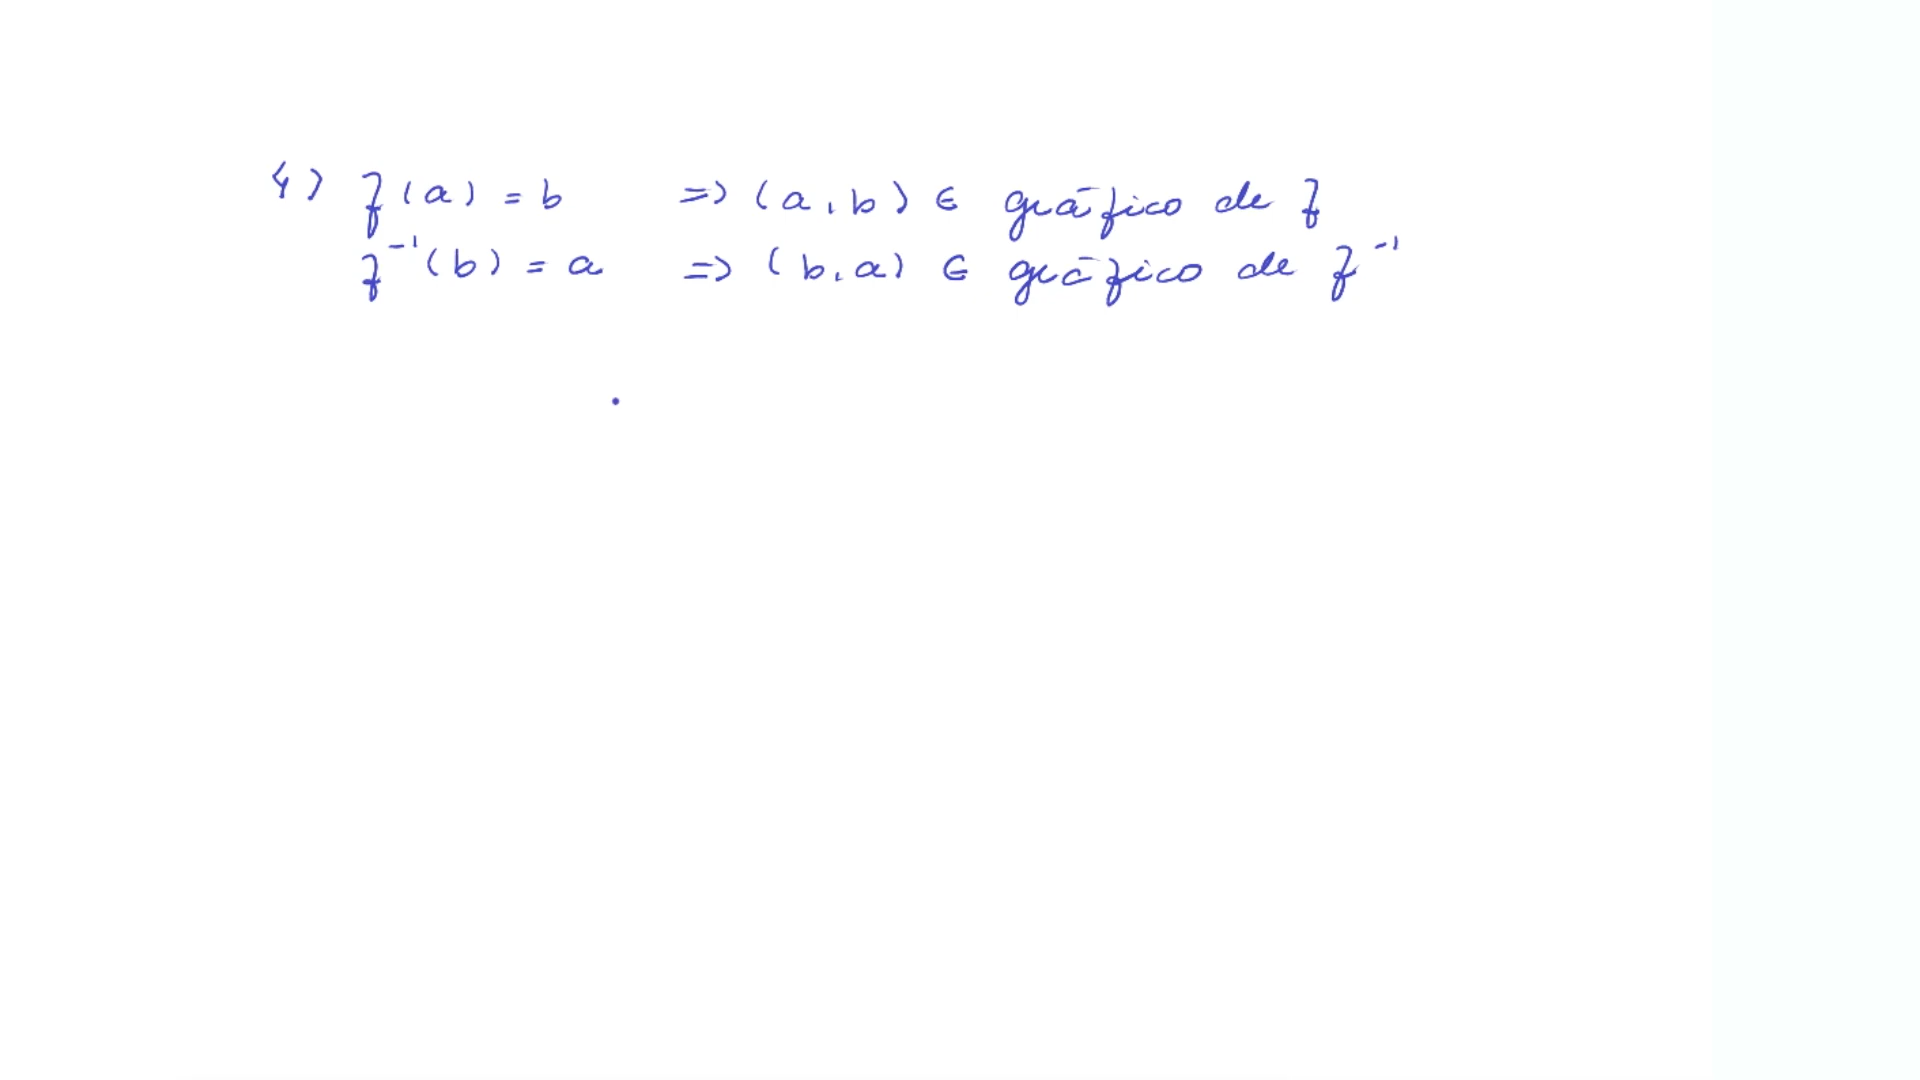 4) f(a) = b => (a, b) ∈ gráfico de f
f⁻¹(b) = a => (b, a) ∈ gráfico de f⁻¹